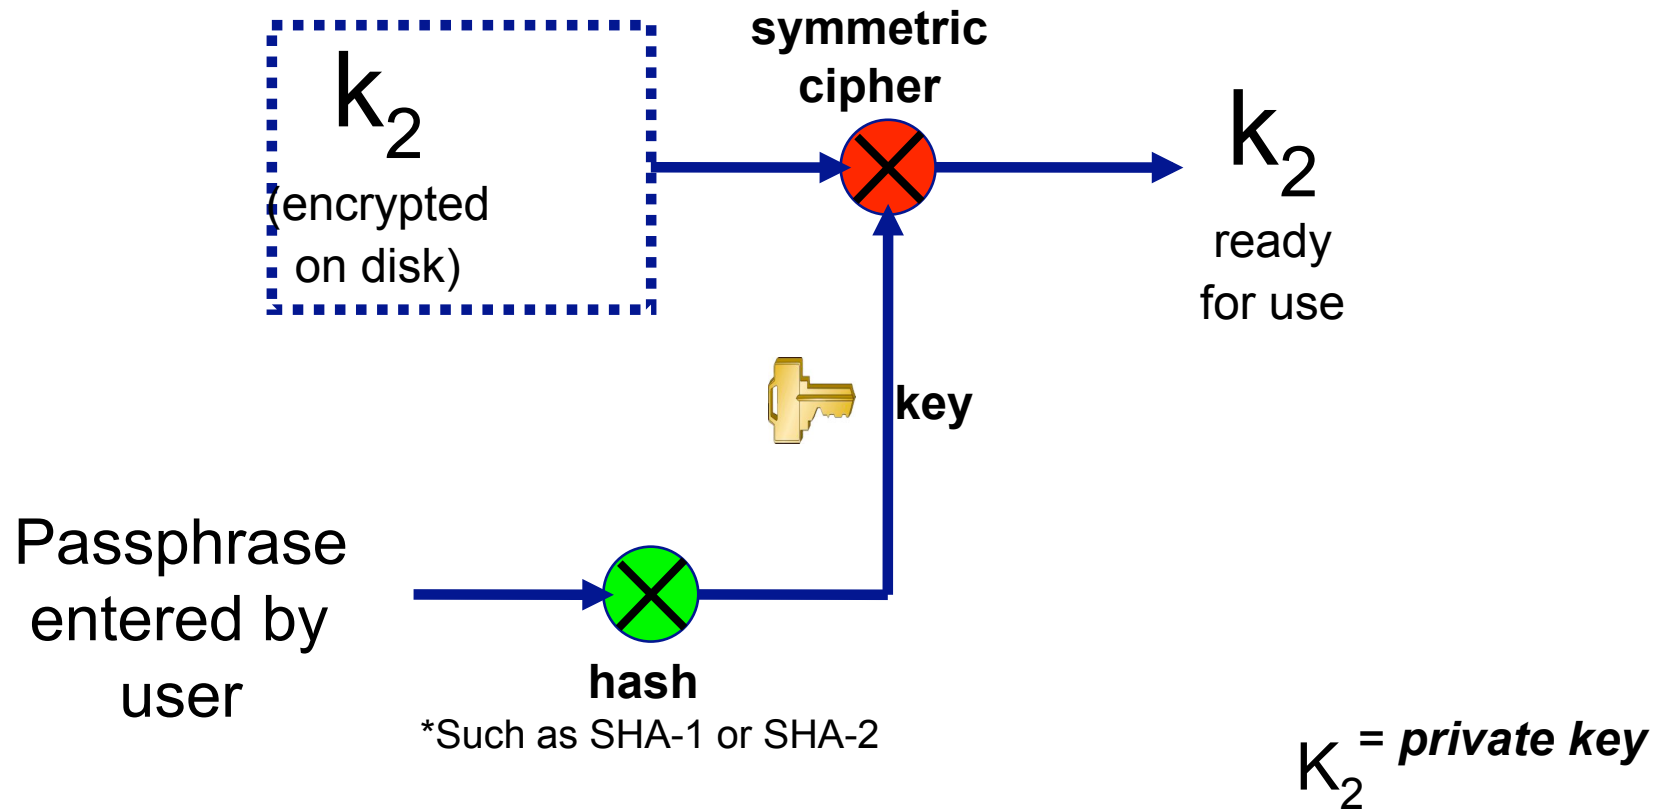 symmetric
cipher
k2
(encrypted
on disk)
k2
ready
for use
key
Passphrase
entered by
user
hash
*Such as SHA-1 or SHA-2
K2 = private key